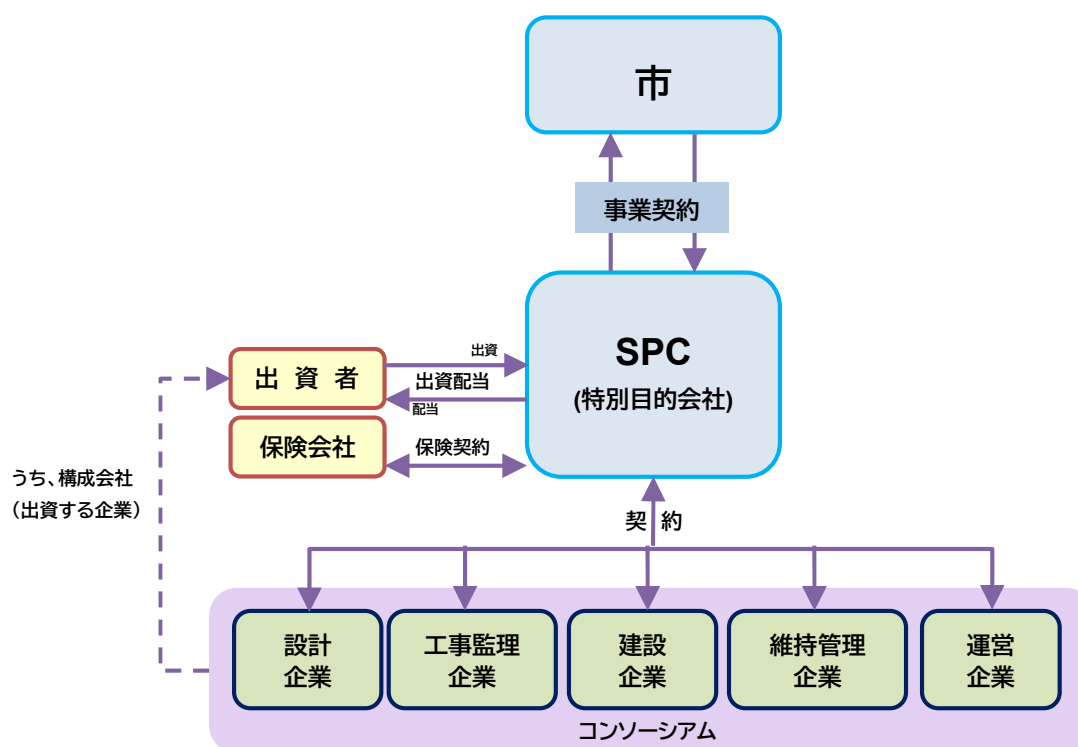 市
事業契約
SPC
(特別目的会社)
出資
出 資 者
出資配当
配当
保険会社
保険契約
うち、構成会社
（出資する企業）
契 約
設計
企業
工事監理
企業
建設
企業
維持管理
企業
運営
企業
コンソーシアム